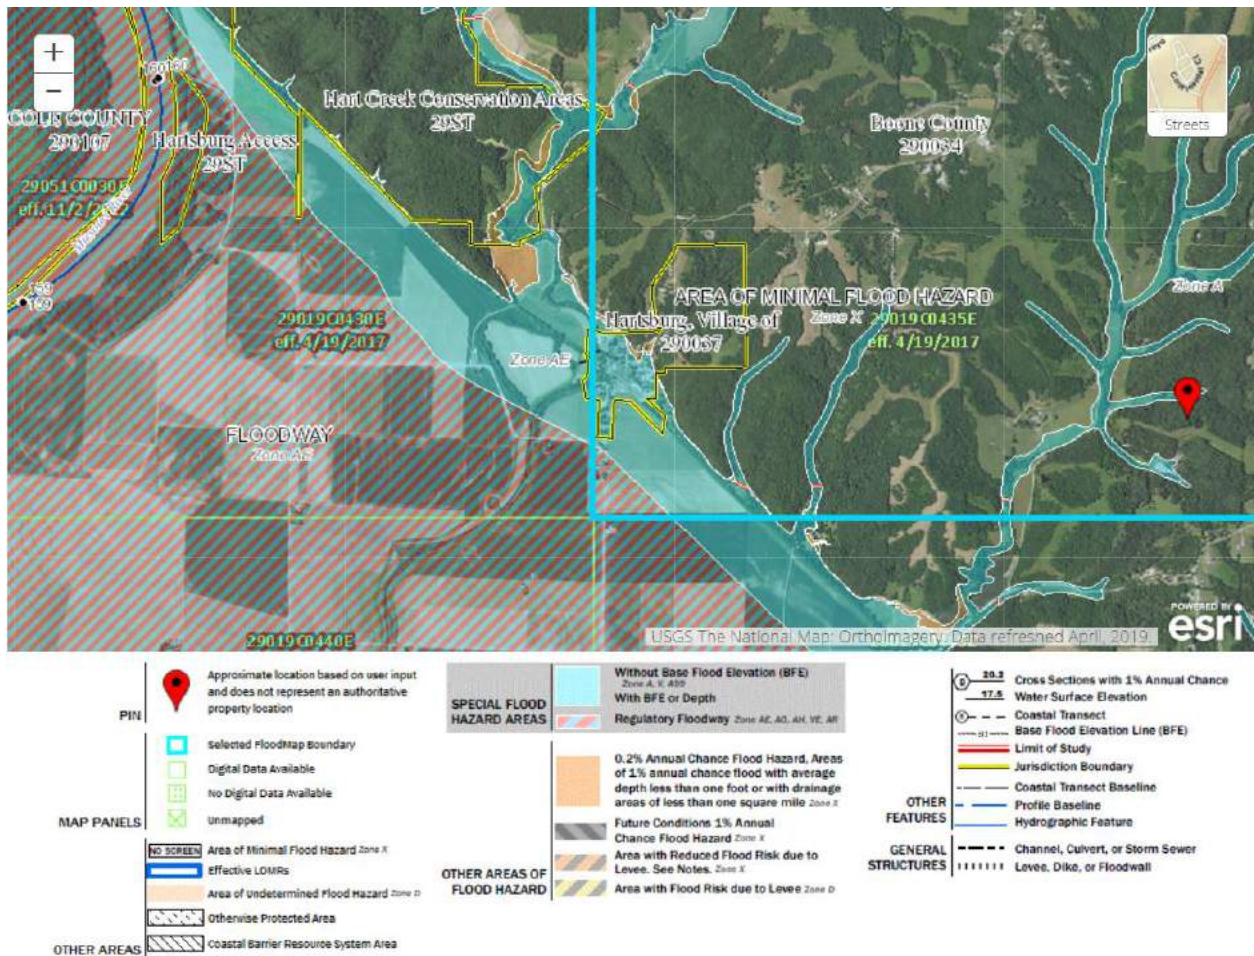 +
−
160
160
COLE COUNTY
290107
Hartsburg Access
29ST
Hart Creek Conservation Areas
29ST
Boone County
290034
Streets
29051C0030E
Missouri River
159
159
Zone A
AREA OF MINIMAL FLOOD HAZARD
Zone X
Hartsburg, Village of
290037
29019C0430E
eff. 4/19/2017
29019C0435E
eff. 4/19/2017
Zone AE
FLOODWAY
Zone AE
29019C0440E
USGS The National Map: Orthoimagery. Data refreshed April, 2019.
POWERED BY
esri
PIN
Approximate location based on user input
and does not represent an authoritative
property location
MAP PANELS
Selected FloodMap Boundary
Digital Data Available
No Digital Data Available
Unmapped
OTHER AREAS
NO SCREEN
Area of Minimal Flood Hazard Zone X
Effective LOMRs
Area of Undetermined Flood Hazard Zone D
Otherwise Protected Area
Coastal Barrier Resource System Area
SPECIAL FLOOD
HAZARD AREAS
Without Base Flood Elevation (BFE)
Zone A, V, A99
With BFE or Depth
Regulatory Floodway Zone AE, AO, AH, VE, AR
OTHER AREAS OF
FLOOD HAZARD
0.2% Annual Chance Flood Hazard, Areas
of 1% annual chance flood with average
depth less than one foot or with drainage
areas of less than one square mile Zone X
Future Conditions 1% Annual
Chance Flood Hazard Zone X
Area with Reduced Flood Risk due to
Levee. See Notes. Zone X
Area with Flood Risk due to Levee Zone D
OTHER
FEATURES
20.2
Cross Sections with 1% Annual Chance
17.5
Water Surface Elevation
Coastal Transect
Base Flood Elevation Line (BFE)
Limit of Study
Jurisdiction Boundary
Coastal Transect Baseline
Profile Baseline
Hydrographic Feature
GENERAL
STRUCTURES
Channel, Culvert, or Storm Sewer
Levee, Dike, or Floodwall